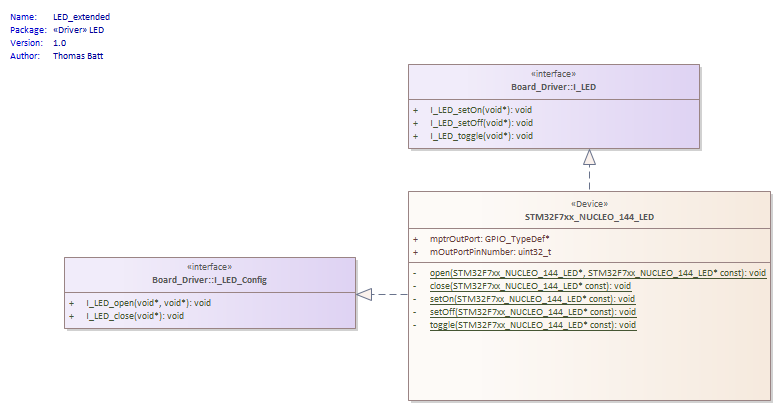 Name: LED_extended
Package: «Driver» LED
Version: 1.0
Author: Thomas Batt
«interface»
Board_Driver::I_LED
+ I_LED_setOn(void*): void
+ I_LED_setOff(void*): void
+ I_LED_toggle(void*): void
«Device»
STM32F7xx_NUCLEO_144_LED
+ mptrOutPort: GPIO_TypeDef*
+ mOutPortPinNumber: uint32_t
- open(STM32F7xx_NUCLEO_144_LED*, STM32F7xx_NUCLEO_144_LED* const): void
- close(STM32F7xx_NUCLEO_144_LED* const): void
- setOn(STM32F7xx_NUCLEO_144_LED* const): void
- setOff(STM32F7xx_NUCLEO_144_LED* const): void
- toggle(STM32F7xx_NUCLEO_144_LED* const): void
«interface»
Board_Driver::I_LED_Config
+ I_LED_open(void*, void*): void
+ I_LED_close(void*): void